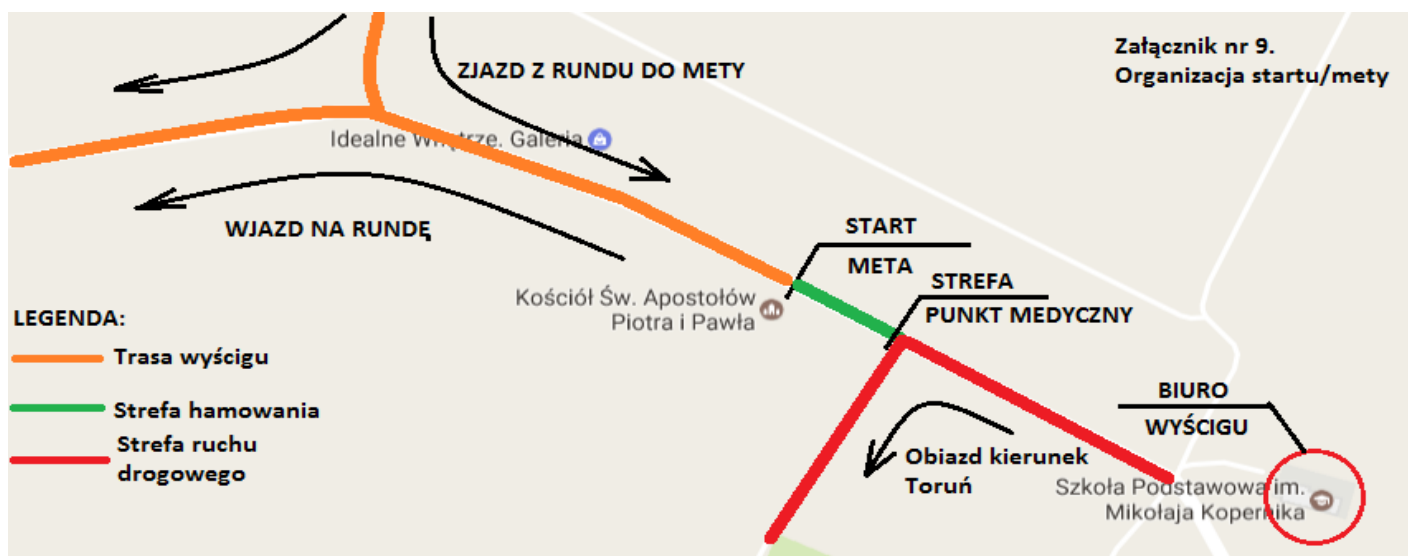 Załącznik nr 9.
Organizacja startu/mety
ZJAZD Z RUNDU DO METY
Idealne Wnętrze. Galeria
WJAZD NA RUNDĘ
START
META
STREFA
PUNKT MEDYCZNY
Kościół Św. Apostołów
Piotra i Pawła
LEGENDA:
Trasa wyścigu
Strefa hamowania
Strefa ruchu
drogowego
BIURO
WYŚCIGU
Obiazd kierunek
Toruń
Szkoła Podstawowa im.
Mikołaja Kopernika